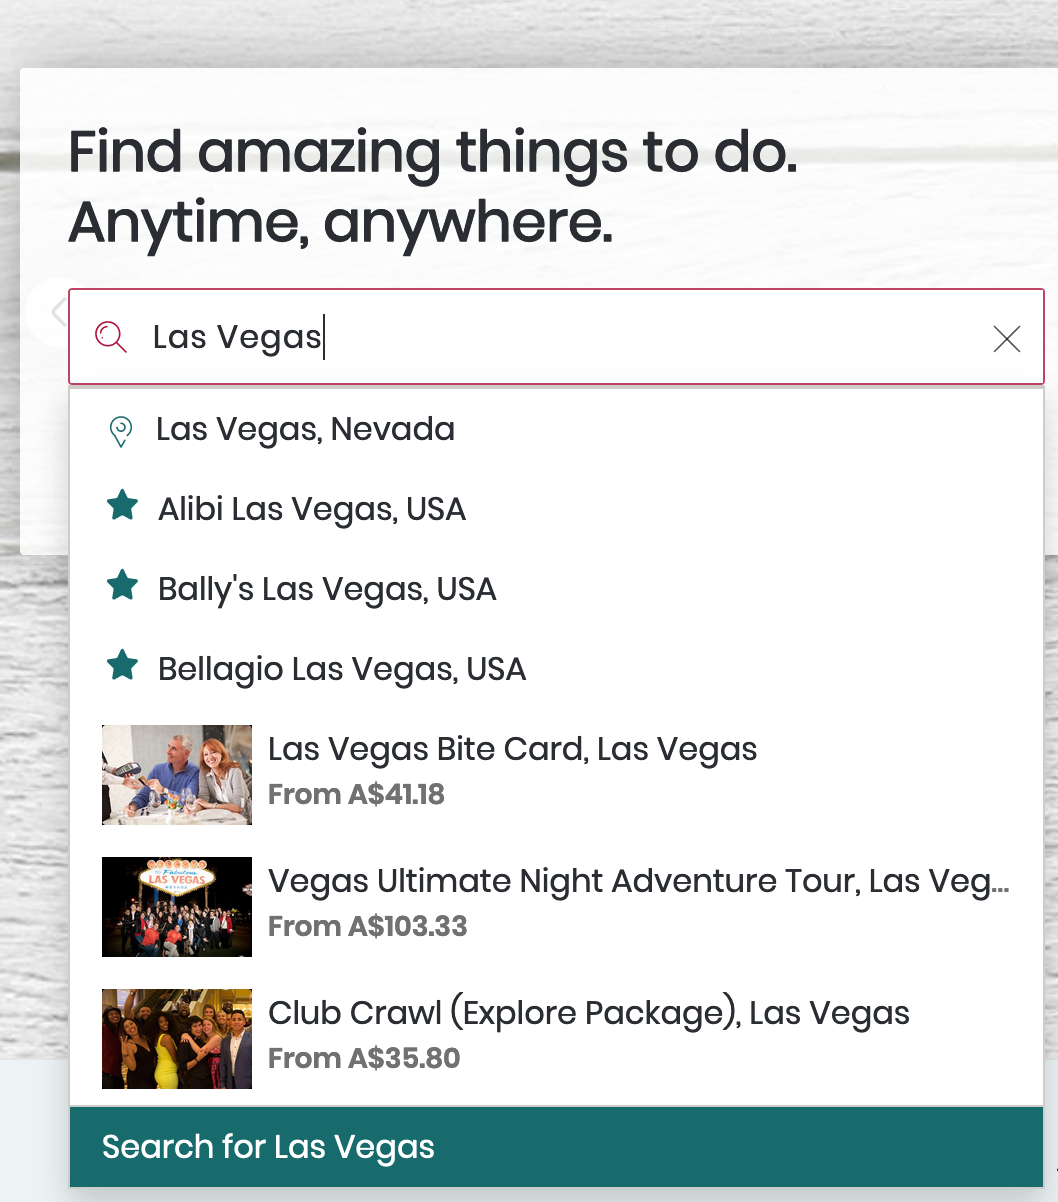 Find amazing things to do.
Anytime, anywhere.
Las Vegas
Las Vegas, Nevada
Alibi Las Vegas, USA
Bally's Las Vegas, USA
Bellagio Las Vegas, USA
Las Vegas Bite Card, Las Vegas
From A$41.18
Fabulous
LAS VEGAS
NEVADA
Vegas Ultimate Night Adventure Tour, Las Veg...
From A$103.33
Club Crawl (Explore Package), Las Vegas
From A$35.80
Search for Las Vegas